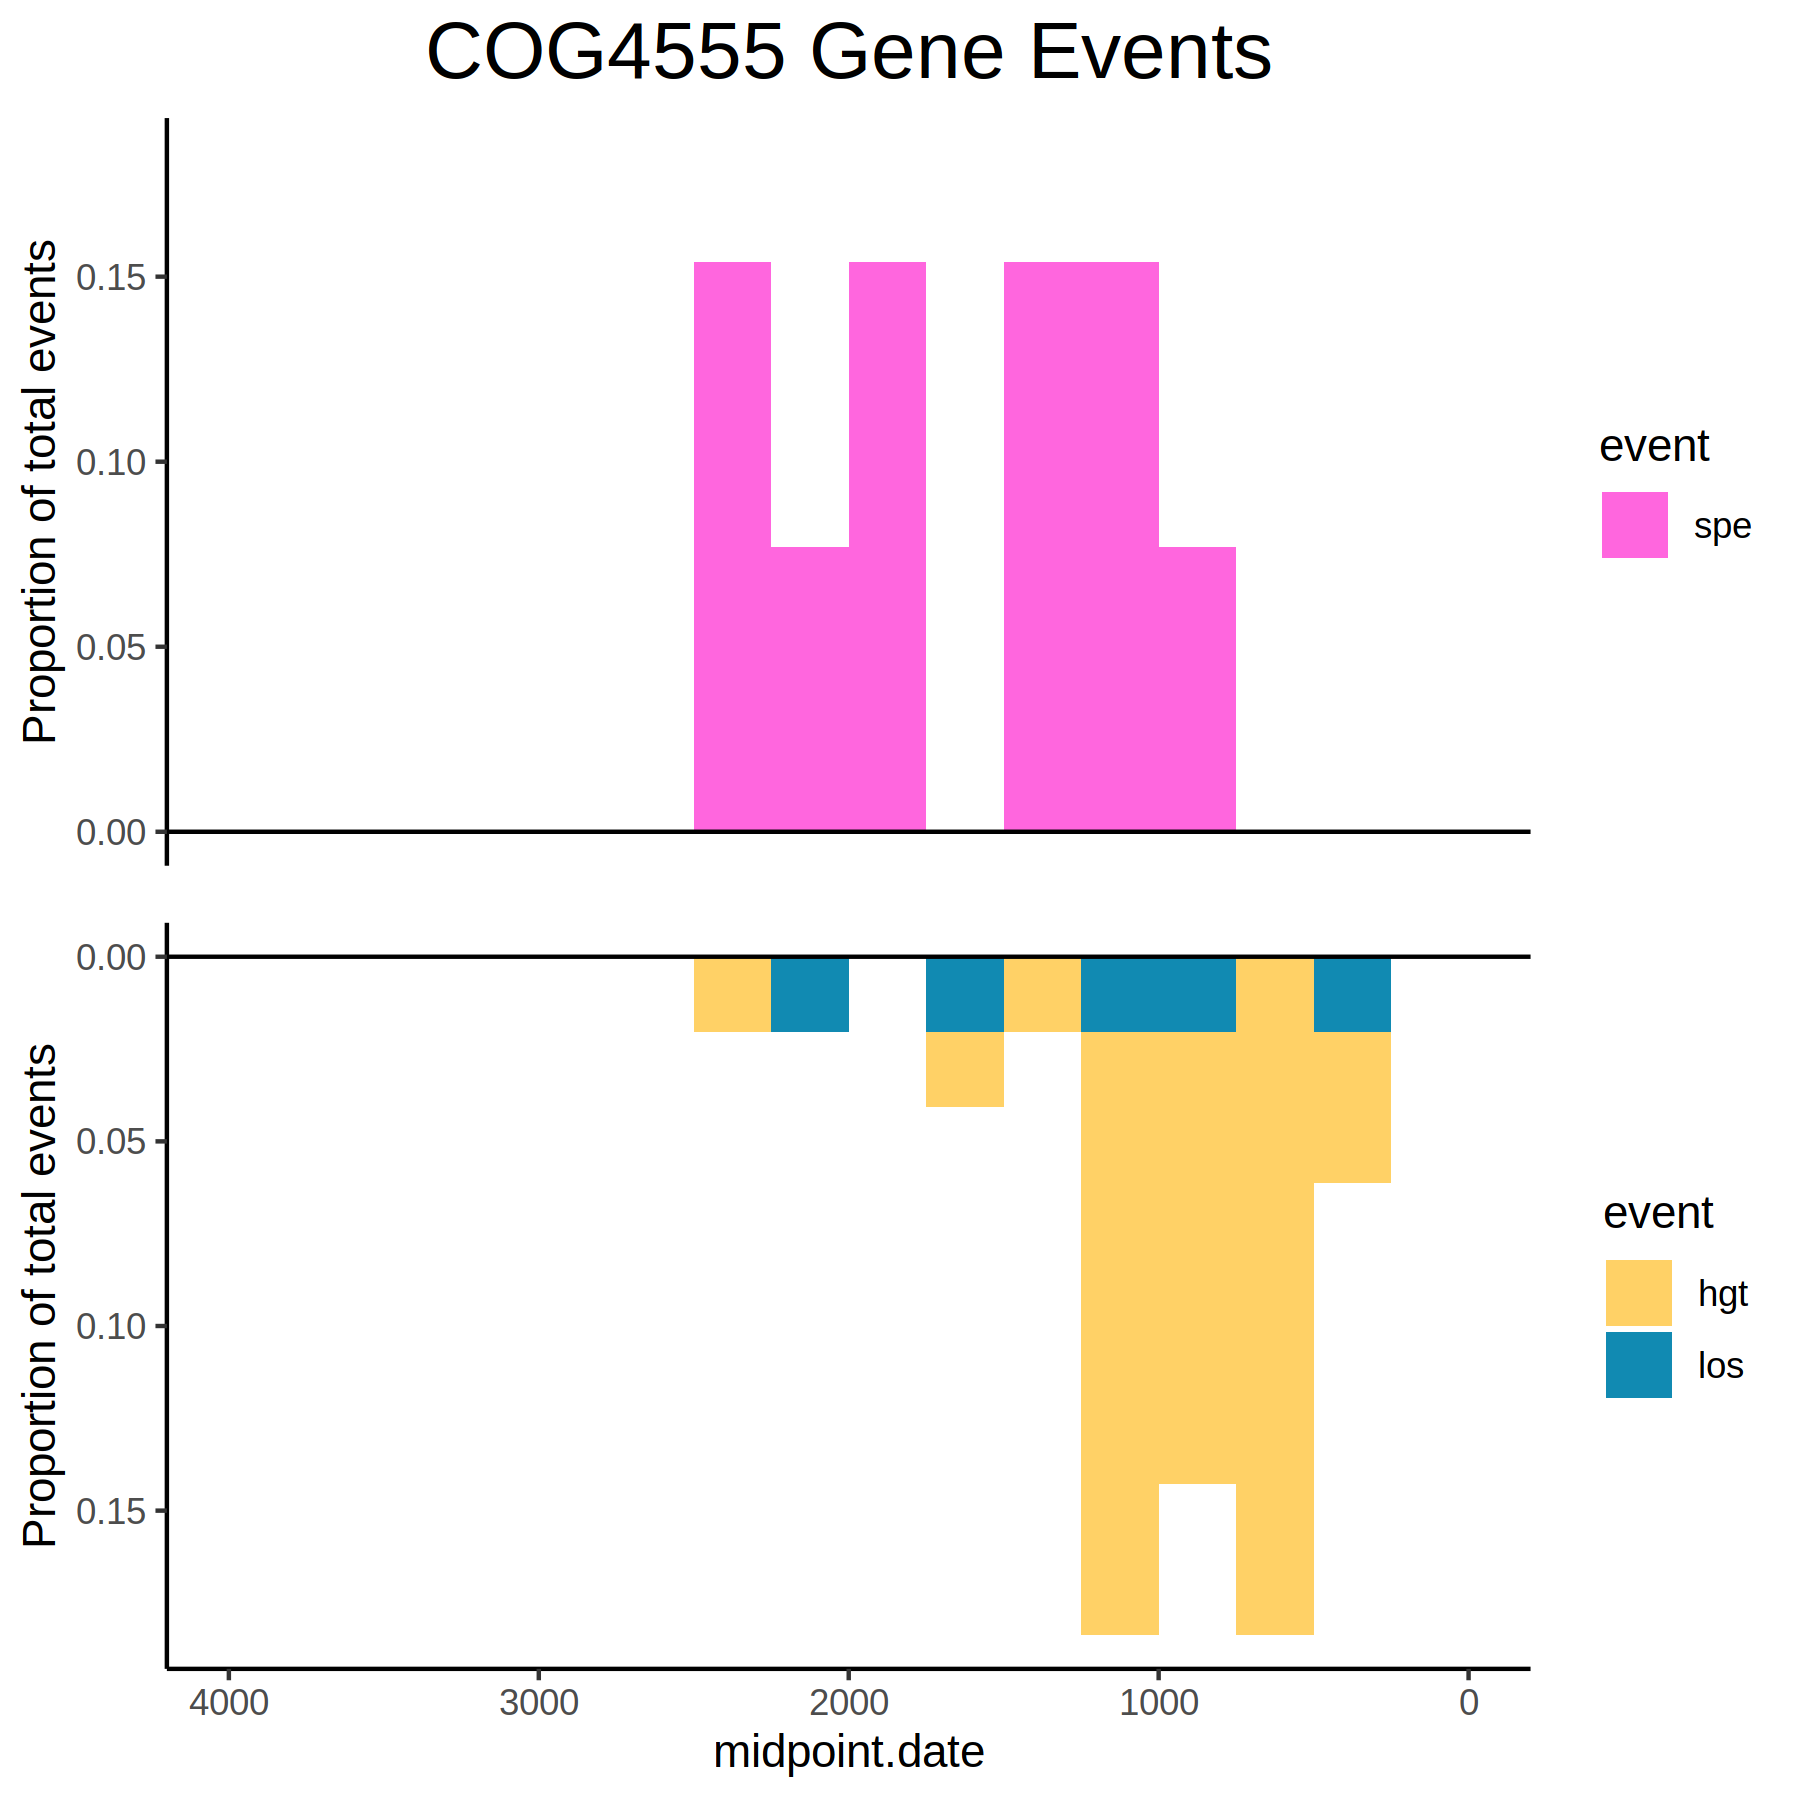 COG4555 Gene Events
Proportion of total events
0.15
0.10
0.05
0.00
event
spe
Proportion of total events
0.00
0.05
0.10
0.15
event
hgt
los
4000 3000 2000 1000 0
midpoint.date